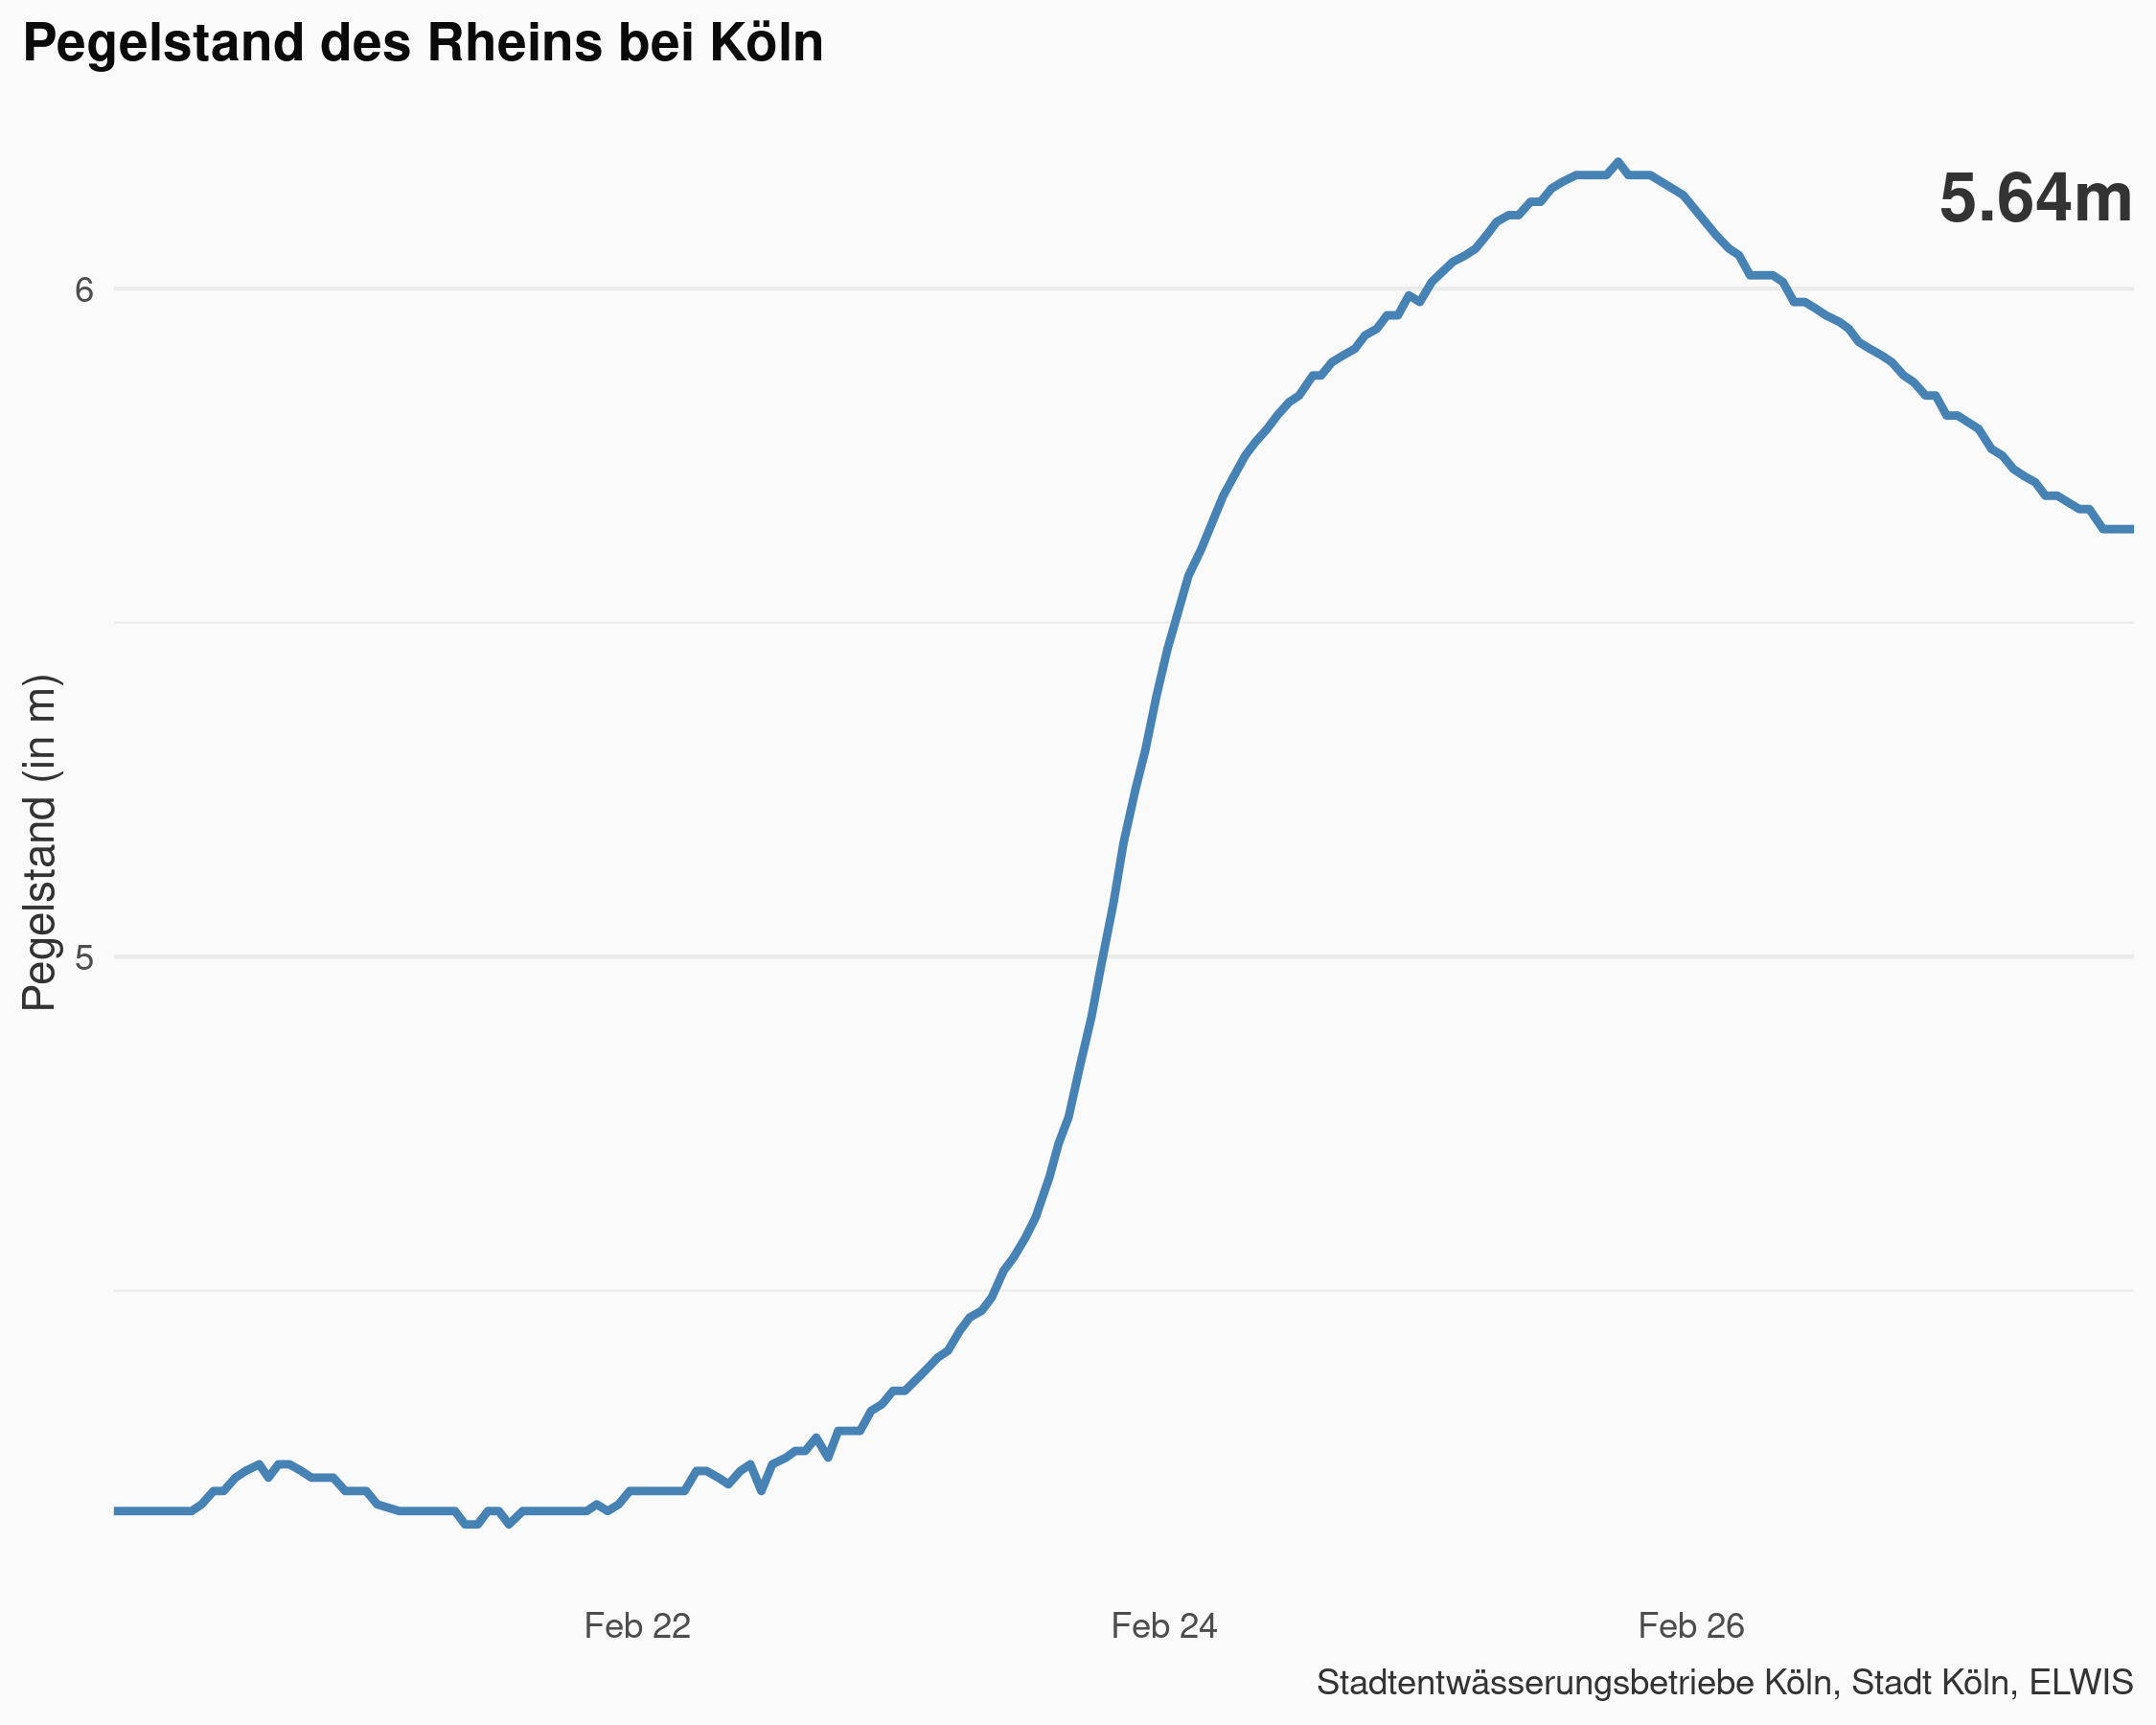 Pegelstand des Rheins bei Köln
5.64m
Pegelstand (in m)
6
5
Feb 22
Feb 24
Feb 26
Stadtentwässerungsbetriebe Köln, Stadt Köln, ELWIS